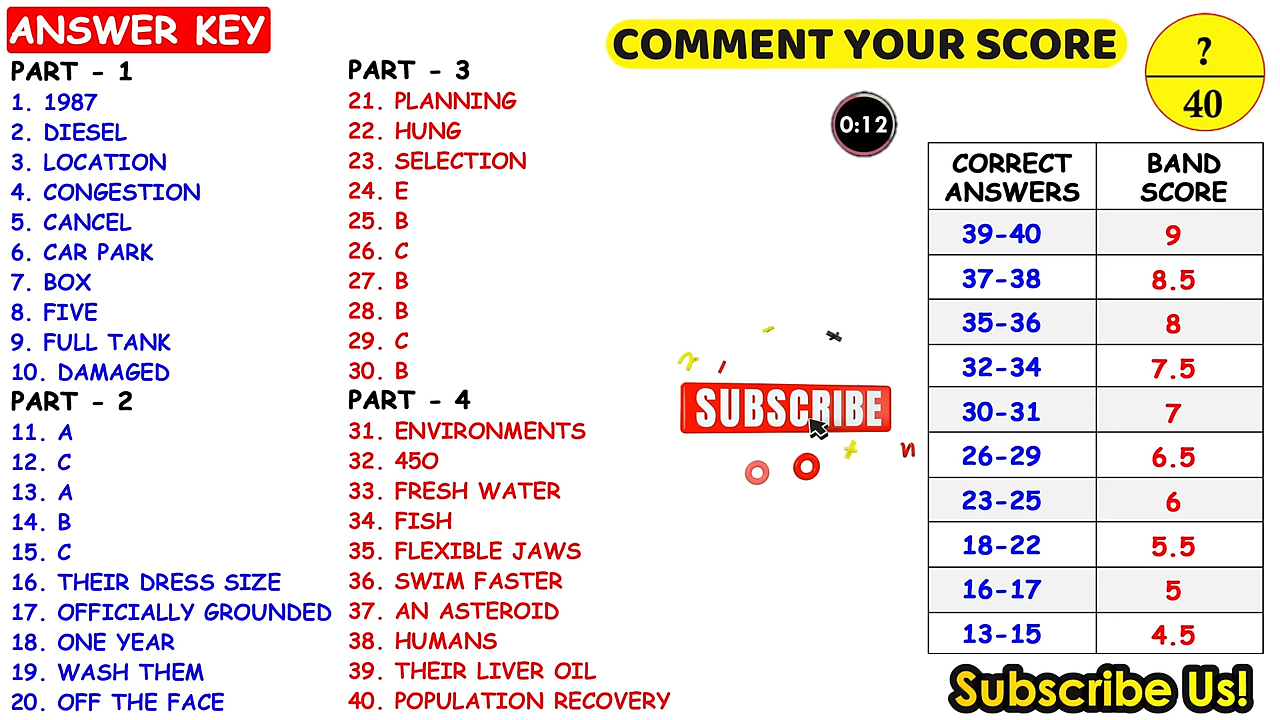 ANSWER KEY
PART - 1
1. 1987
2. DIESEL
3. LOCATION
4. CONGESTION
5. CANCEL
6. CAR PARK
7. BOX
8. FIVE
9. FULL TANK
10. DAMAGED
PART - 2
11. A
12. C
13. A
14. B
15. C
16. THEIR DRESS SIZE
17. OFFICIALLY GROUNDED
18. ONE YEAR
19. WASH THEM
20. OFF THE FACE
PART - 3
21. PLANNING
22. HUNG
23. SELECTION
24. E
25. B
26. C
27. B
28. B
29. C
30. B
PART - 4
31. ENVIRONMENTS
32. 450
33. FRESH WATER
34. FISH
35. FLEXIBLE JAWS
36. SWIM FASTER
37. AN ASTEROID
38. HUMANS
39. THEIR LIVER OIL
40. POPULATION RECOVERY
COMMENT YOUR SCORE
?
40
0:12
SUBSCRIBE
CORRECT ANSWERS BAND SCORE
39-40 9
37-38 8.5
35-36 8
32-34 7.5
30-31 7
26-29 6.5
23-25 6
18-22 5.5
16-17 5
13-15 4.5
Subscribe Us!